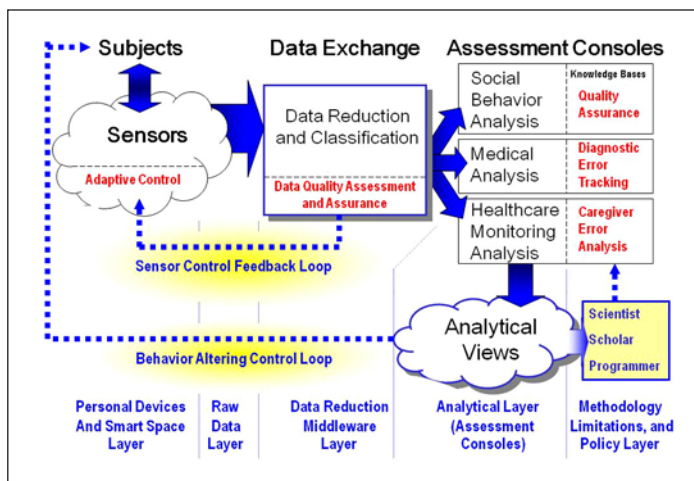 Subjects
Data Exchange
Assessment Consoles
Sensors
Adaptive Control
Data Reduction
and Classification
Data Quality Assessment
and Assurance
Social
Behavior
Analysis
Knowledge Bases
Quality
Assurance
Medical
Analysis
Diagnostic
Error
Tracking
Healthcare
Monitoring
Analysis
Caregiver
Error
Analysis
Sensor Control Feedback Loop
Analytical
Views
Scientist
Scholar
Programmer
Behavior Altering Control Loop
Personal Devices
And Smart Space
Layer
Raw
Data
Layer
Data Reduction
Middleware
Layer
Analytical Layer
(Assessment
Consoles)
Methodology
Limitations, and
Policy Layer